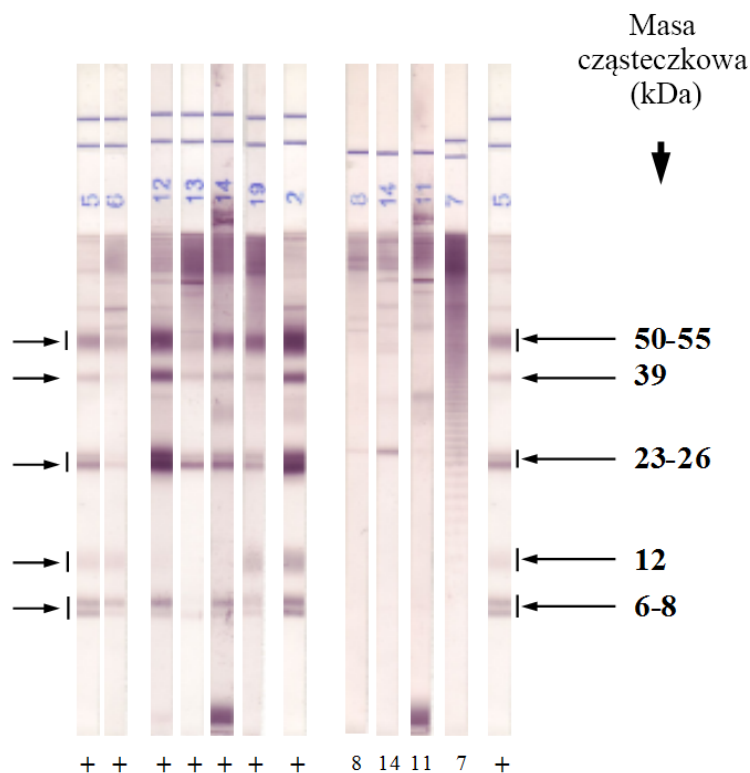 Masa
cząsteczkowa
(kDa)
5 6 12 13 14 19 2 8 14 11 7 5
50-55
39
23-26
12
6-8
+ + + + + + + 8 14 11 7 +